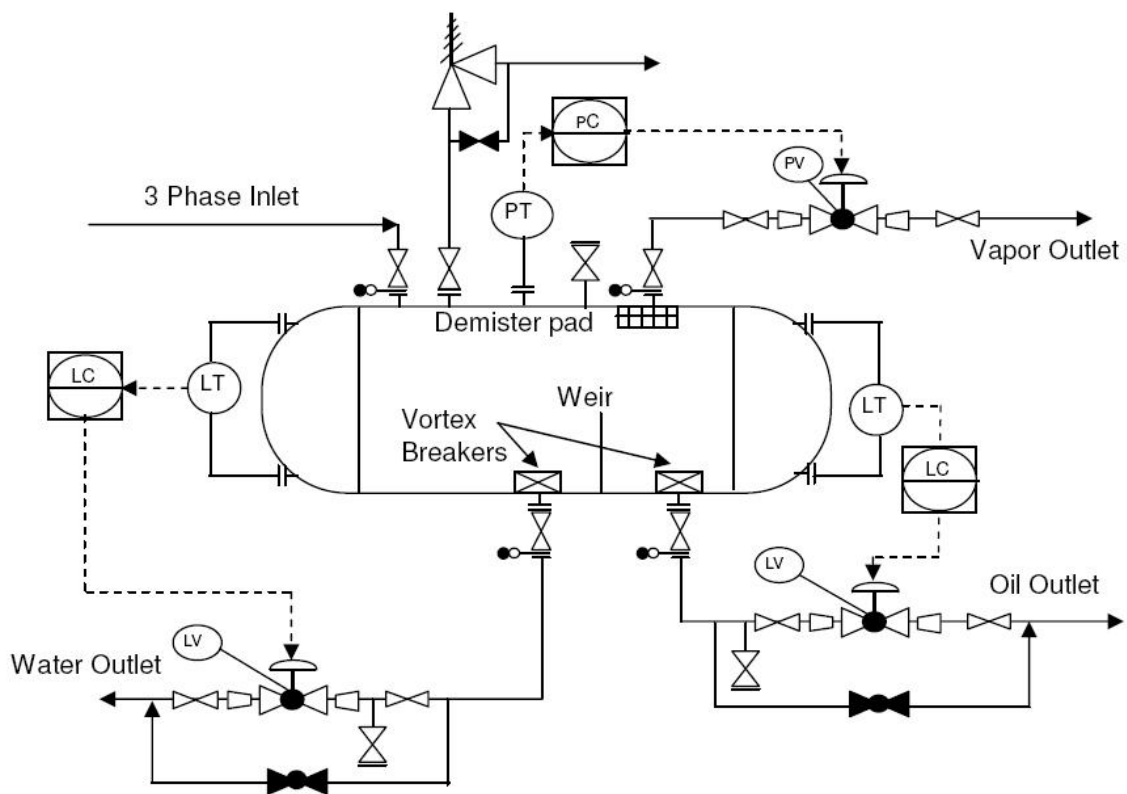 PC
PV
3 Phase Inlet
PT
Vapor Outlet
Demister pad
LC
LT
Weir
LT
Vortex
Breakers
LC
LV
Oil Outlet
LV
Water Outlet